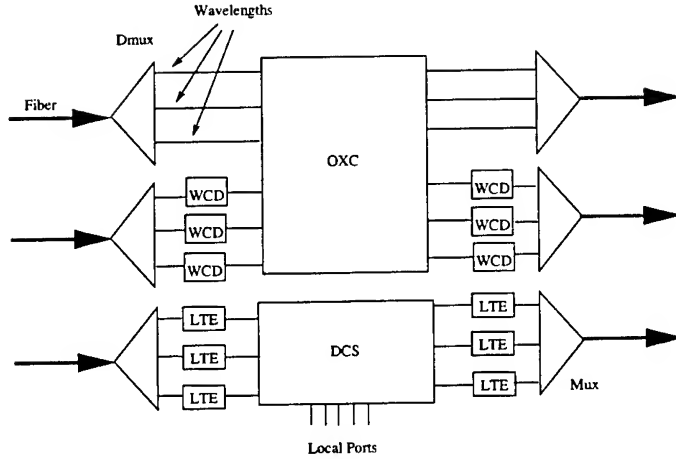 Wavelengths
Dmux
Fiber
OXC
WCD
WCD
WCD
WCD
WCD
WCD
LTE
LTE
DCS
LTE
LTE
LTE
LTE
Mux
Local Ports